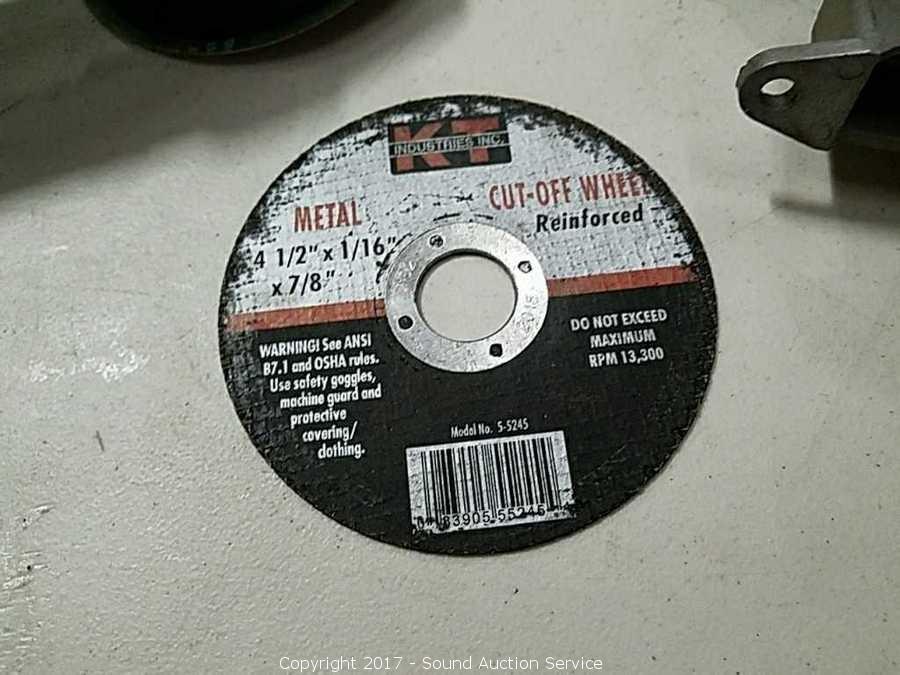 KT
INDUSTRIES INC.
METAL
4 1/2" x 1/16"
x 7/8"
CUT-OFF WHEEL
Reinforced
WARNING! See ANSI
B7.1 and OSHA rules.
Use safety goggles,
machine guard and
protective
covering/
clothing.
DO NOT EXCEED
MAXIMUM
RPM 13,300
Model No. 5-5245
Copyright 2017 - Sound Auction Service